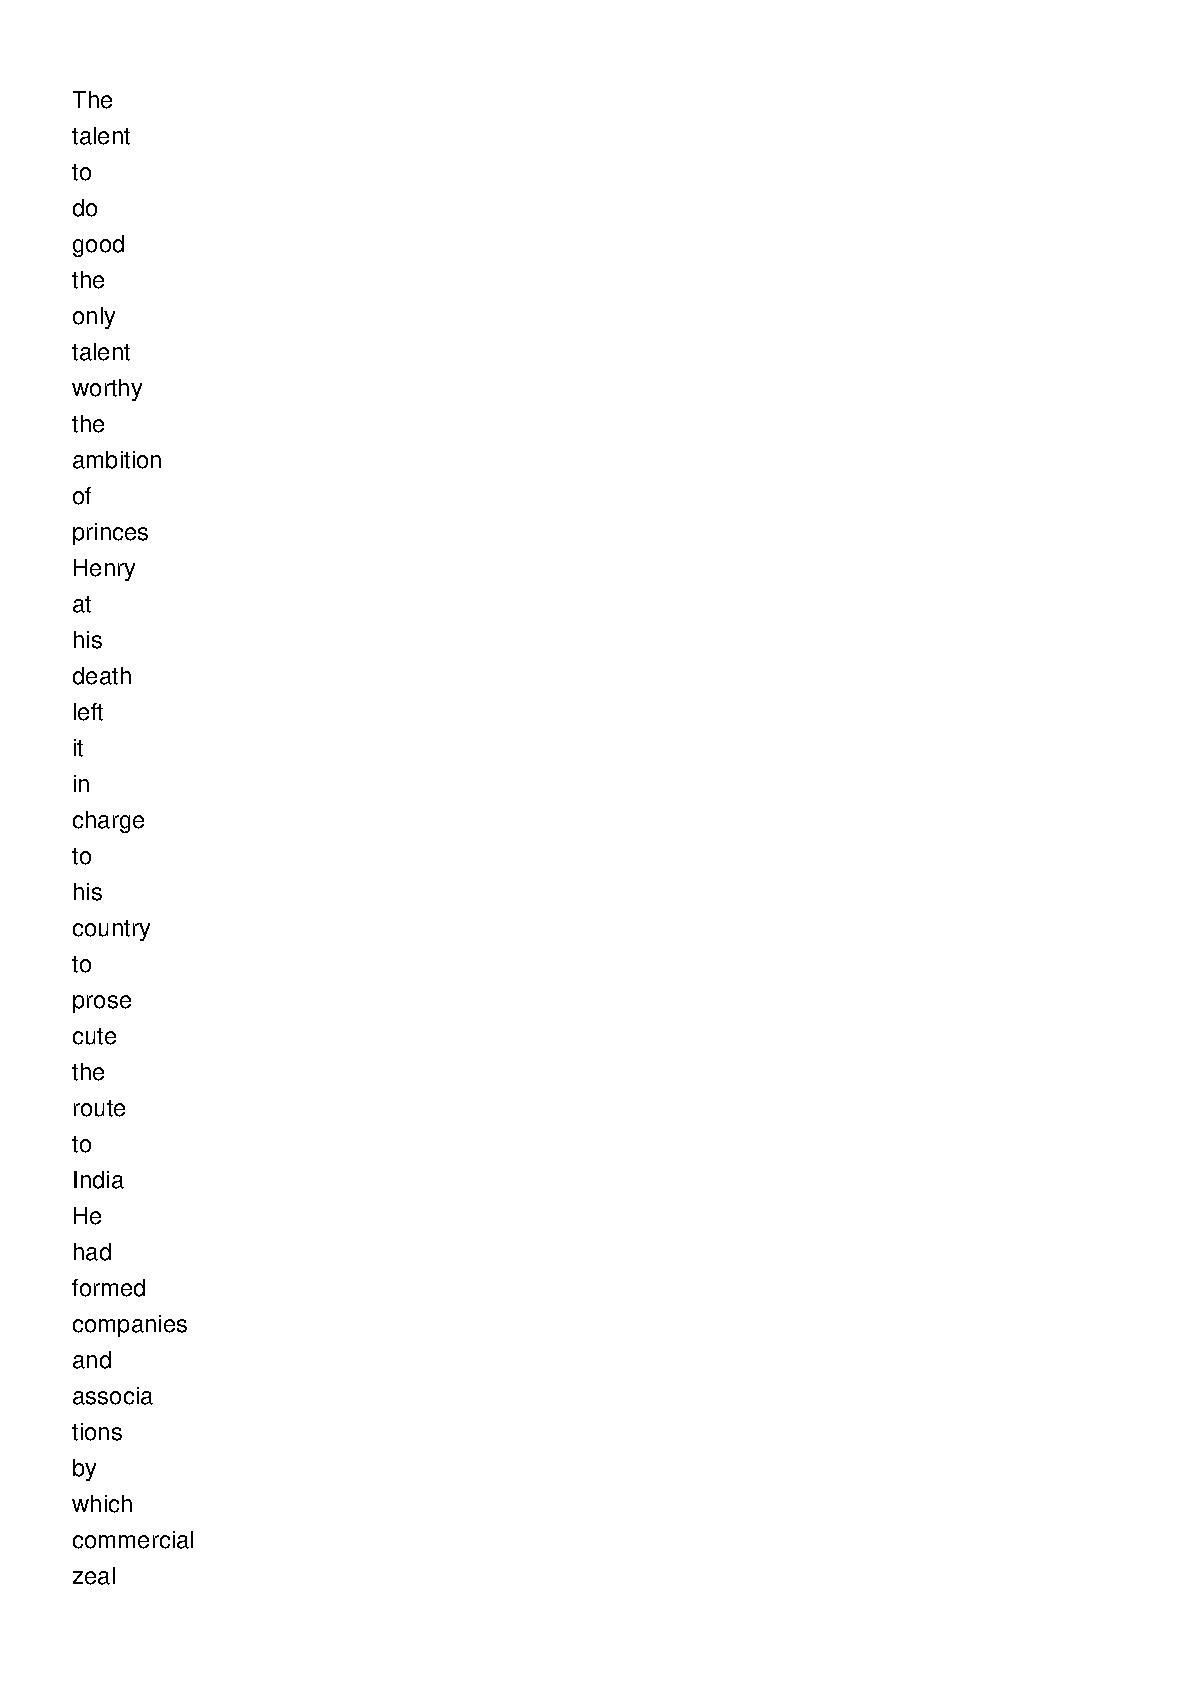 The
talent
to
do
good
the
only
talent
worthy
the
ambition
of
princes
Henry
at
his
death
left
it
in
charge
to
his
country
to
prose
cute
the
route
to
India
He
had
formed
companies
and
associa
tions
by
which
commercial
zeal